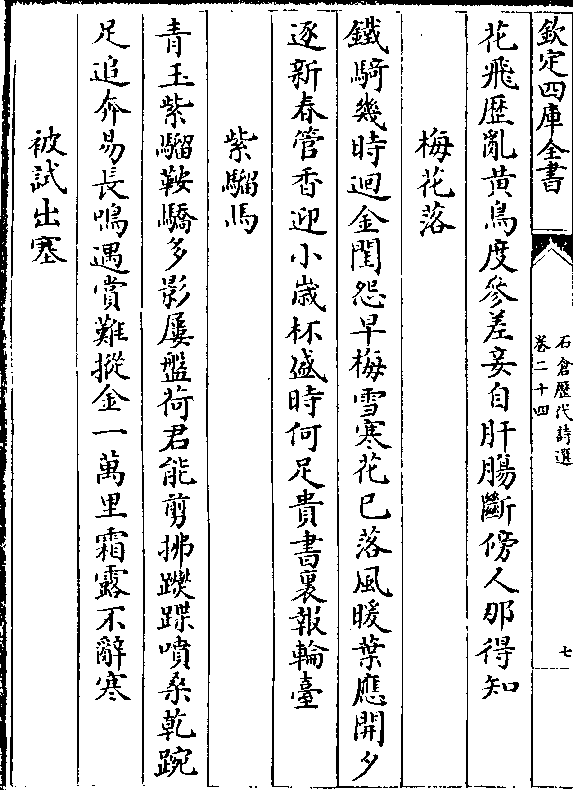 欽定四庫全書
石倉歷代詩選
卷二十四
七
花飛歴亂黄鳥度參差妾自肝腸斷傍人那得知
梅花落
鐵騎幾時迴金閨怨早梅雪寒花已落風暖葉應開夕
逐新春管香迎小嵗杯盛時何足貴書裏報輪臺
紫騮馬
青玉紫騮鞍驕多影屢盤荷君能剪拂躞蹀噴桑乾踠
足追奔易長鳴遇賞難摐金一萬里霜露不辭寒
被試出塞